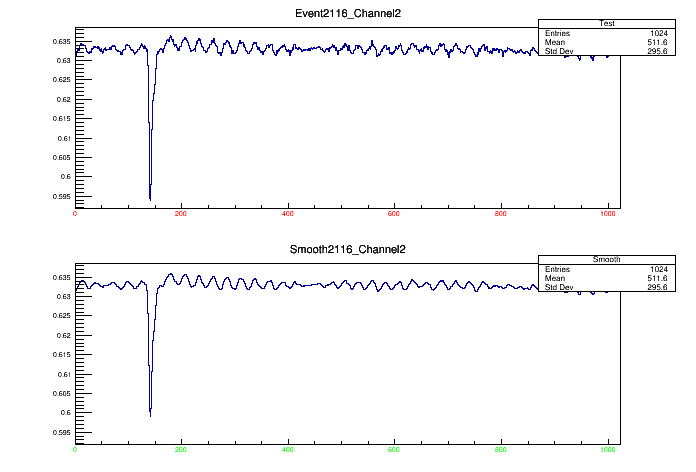 Event2116_Channel2
Test
Entries 1024
Mean 511.6
Std Dev 295.6
0.635
0.63
0.625
0.62
0.615
0.61
0.605
0.6
0.595
0 200 400 600 800 1000
Smooth2116_Channel2
Smooth
Entries 1024
Mean 511.6
Std Dev 295.6
0.635
0.63
0.625
0.62
0.615
0.61
0.605
0.6
0.595
0 200 400 600 800 1000